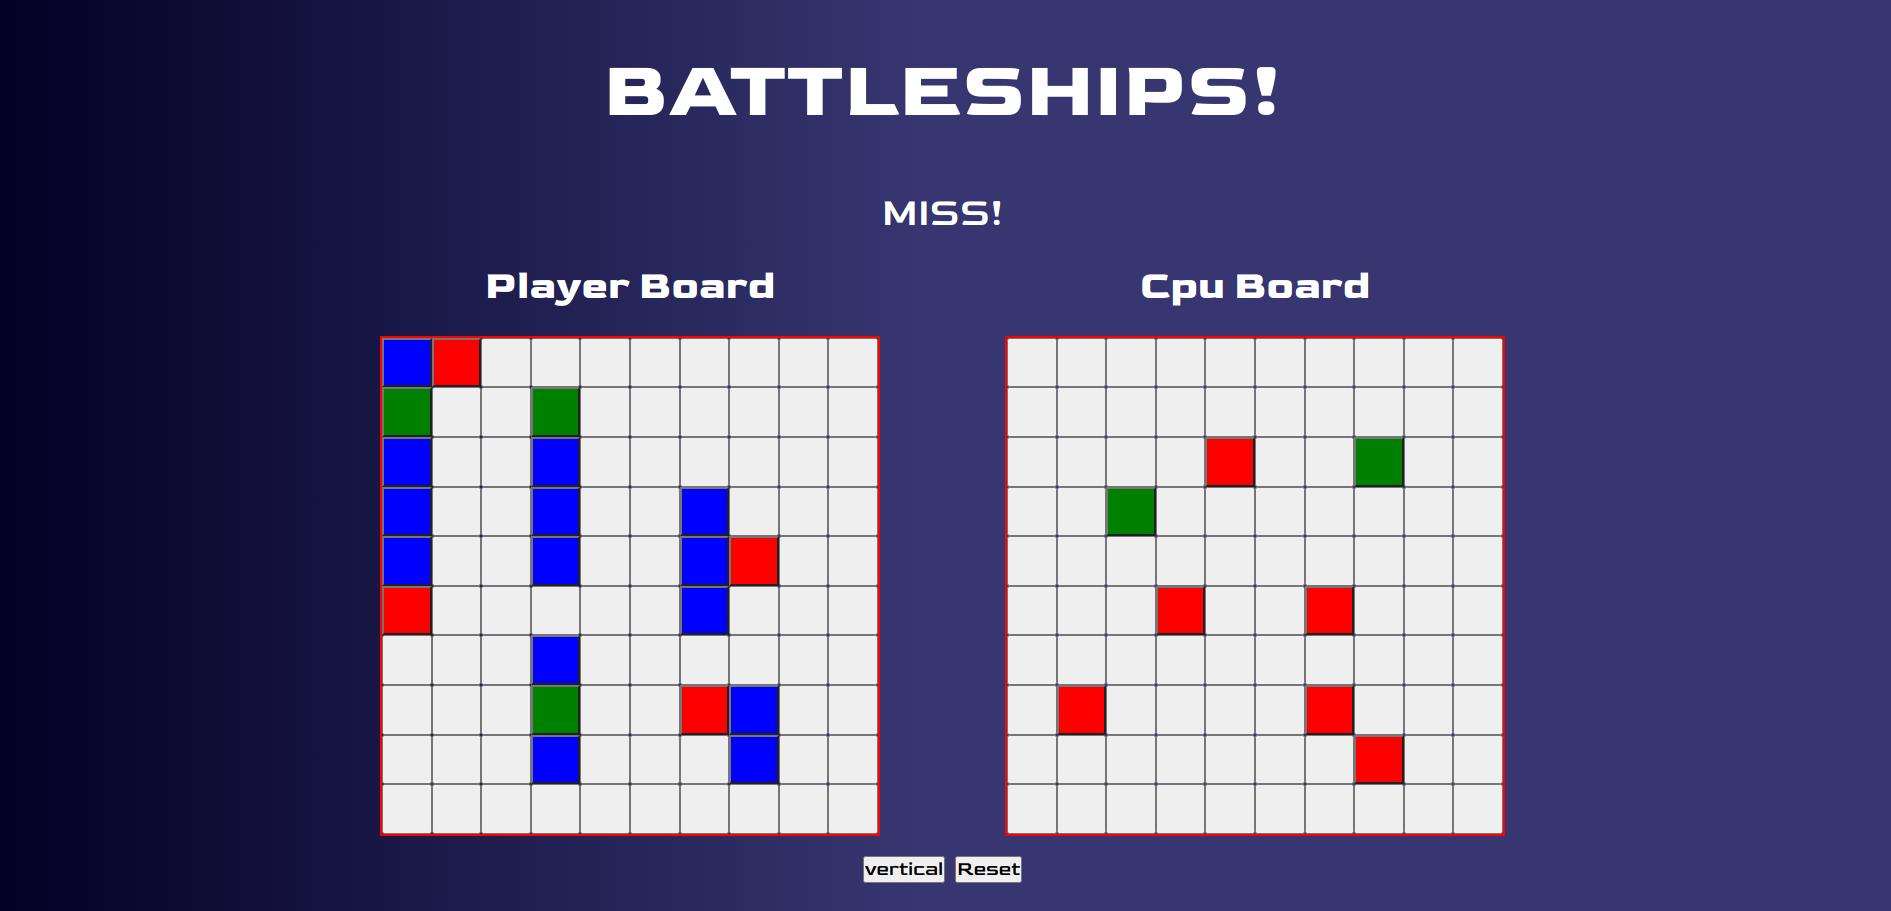 BATTLESHIPS!
MISS!
Player Board
Cpu Board
vertical
Reset